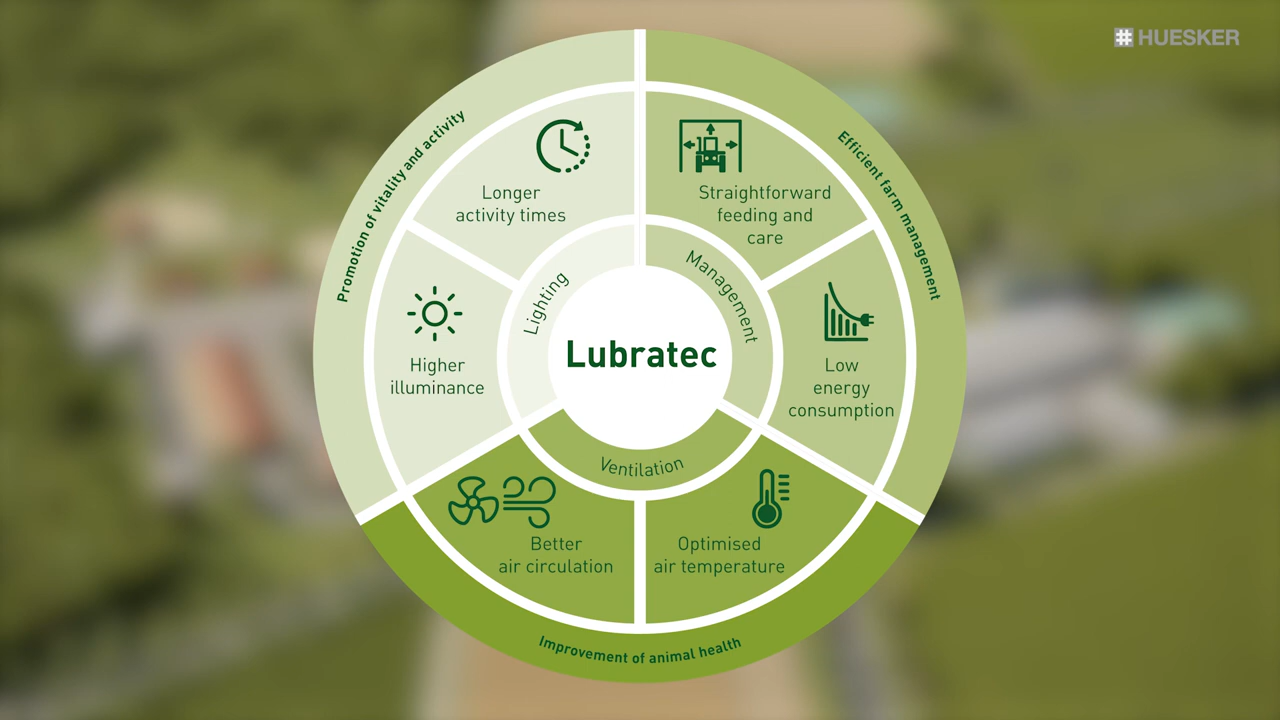 HUESKER
Promotion of vitality and activity
Efficient farm management
Longer
activity times
Straightforward
feeding and
care
Lighting
Management
Higher
illuminance
Lubratec
Low
energy
consumption
Ventilation
Better
air circulation
Optimised
air temperature
Improvement of animal health